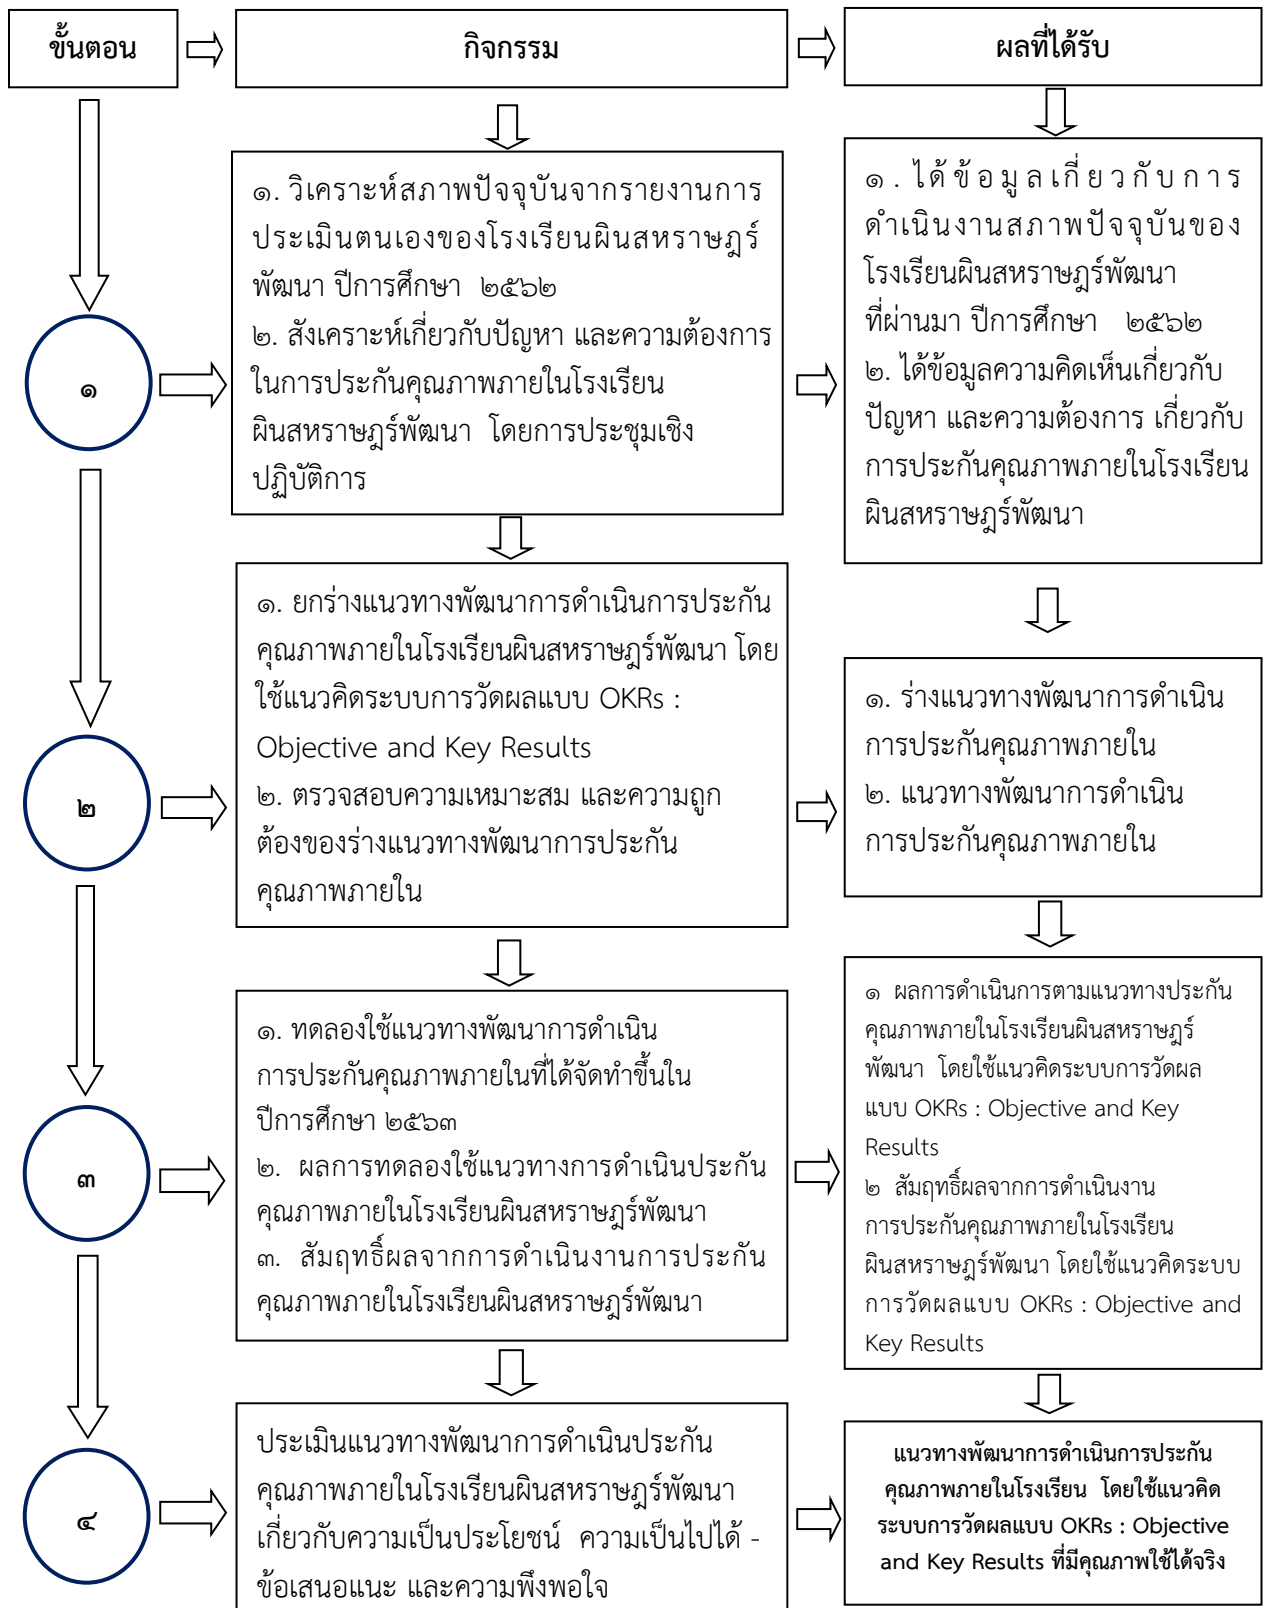 ขั้นตอน
กิจกรรม
ผลที่ได้รับ
๑
๑. วิเคราะห์สภาพปัจจุบันจากรายงานการ
ประเมินตนเองของโรงเรียนผินสหราษฎร์
พัฒนา ปีการศึกษา ๒๕๖๒
๒. สังเคราะห์เกี่ยวกับปัญหา และความต้องการ
ในการประกันคุณภาพภายในโรงเรียน
ผินสหราษฎร์พัฒนา โดยการประชุมเชิง
ปฏิบัติการ
๑. ได้ข้อมูลเกี่ยวกับการ
ดำเนินงานสภาพปัจจุบันของ
โรงเรียนผินสหราษฎร์พัฒนา
ที่ผ่านมา ปีการศึกษา ๒๕๖๒
๒. ได้ข้อมูลความคิดเห็นเกี่ยวกับ
ปัญหา และความต้องการ เกี่ยวกับ
การประกันคุณภาพภายในโรงเรียน
ผินสหราษฎร์พัฒนา
๒
๑. ยกร่างแนวทางพัฒนาการดำเนินการประกัน
คุณภาพภายในโรงเรียนผินสหราษฎร์พัฒนา โดย
ใช้แนวคิดระบบการวัดผลแบบ OKRs :
Objective and Key Results
๒. ตรวจสอบความเหมาะสม และความถูก
ต้องของร่างแนวทางพัฒนาการประกัน
คุณภาพภายใน
๑. ร่างแนวทางพัฒนาการดำเนิน
การประกันคุณภาพภายใน
๒. แนวทางพัฒนาการดำเนิน
การประกันคุณภาพภายใน
๓
๑. ทดลองใช้แนวทางพัฒนาการดำเนิน
การประกันคุณภาพภายในที่ได้จัดทำขึ้นใน
ปีการศึกษา ๒๕๖๓
๒. ผลการทดลองใช้แนวทางการดำเนินประกัน
คุณภาพภายในโรงเรียนผินสหราษฎร์พัฒนา
๓. สัมฤทธิ์ผลจากการดำเนินงานการประกัน
คุณภาพภายในโรงเรียนผินสหราษฎร์พัฒนา
๑ ผลการดำเนินการตามแนวทางประกัน
คุณภาพภายในโรงเรียนผินสหราษฎร์
พัฒนา โดยใช้แนวคิดระบบการวัดผล
แบบ OKRs : Objective and Key
Results
๒ สัมฤทธิ์ผลจากการดำเนินงาน
การประกันคุณภาพภายในโรงเรียน
ผินสหราษฎร์พัฒนา โดยใช้แนวคิดระบบ
การวัดผลแบบ OKRs : Objective and
Key Results
๔
ประเมินแนวทางพัฒนาการดำเนินประกัน
คุณภาพภายในโรงเรียนผินสหราษฎร์พัฒนา
เกี่ยวกับความเป็นประโยชน์ ความเป็นไปได้ -
ข้อเสนอแนะ และความพึงพอใจ
แนวทางพัฒนาการดำเนินการประกัน
คุณภาพภายในโรงเรียน โดยใช้แนวคิด
ระบบการวัดผลแบบ OKRs : Objective
and Key Results ที่มีคุณภาพใช้ได้จริง